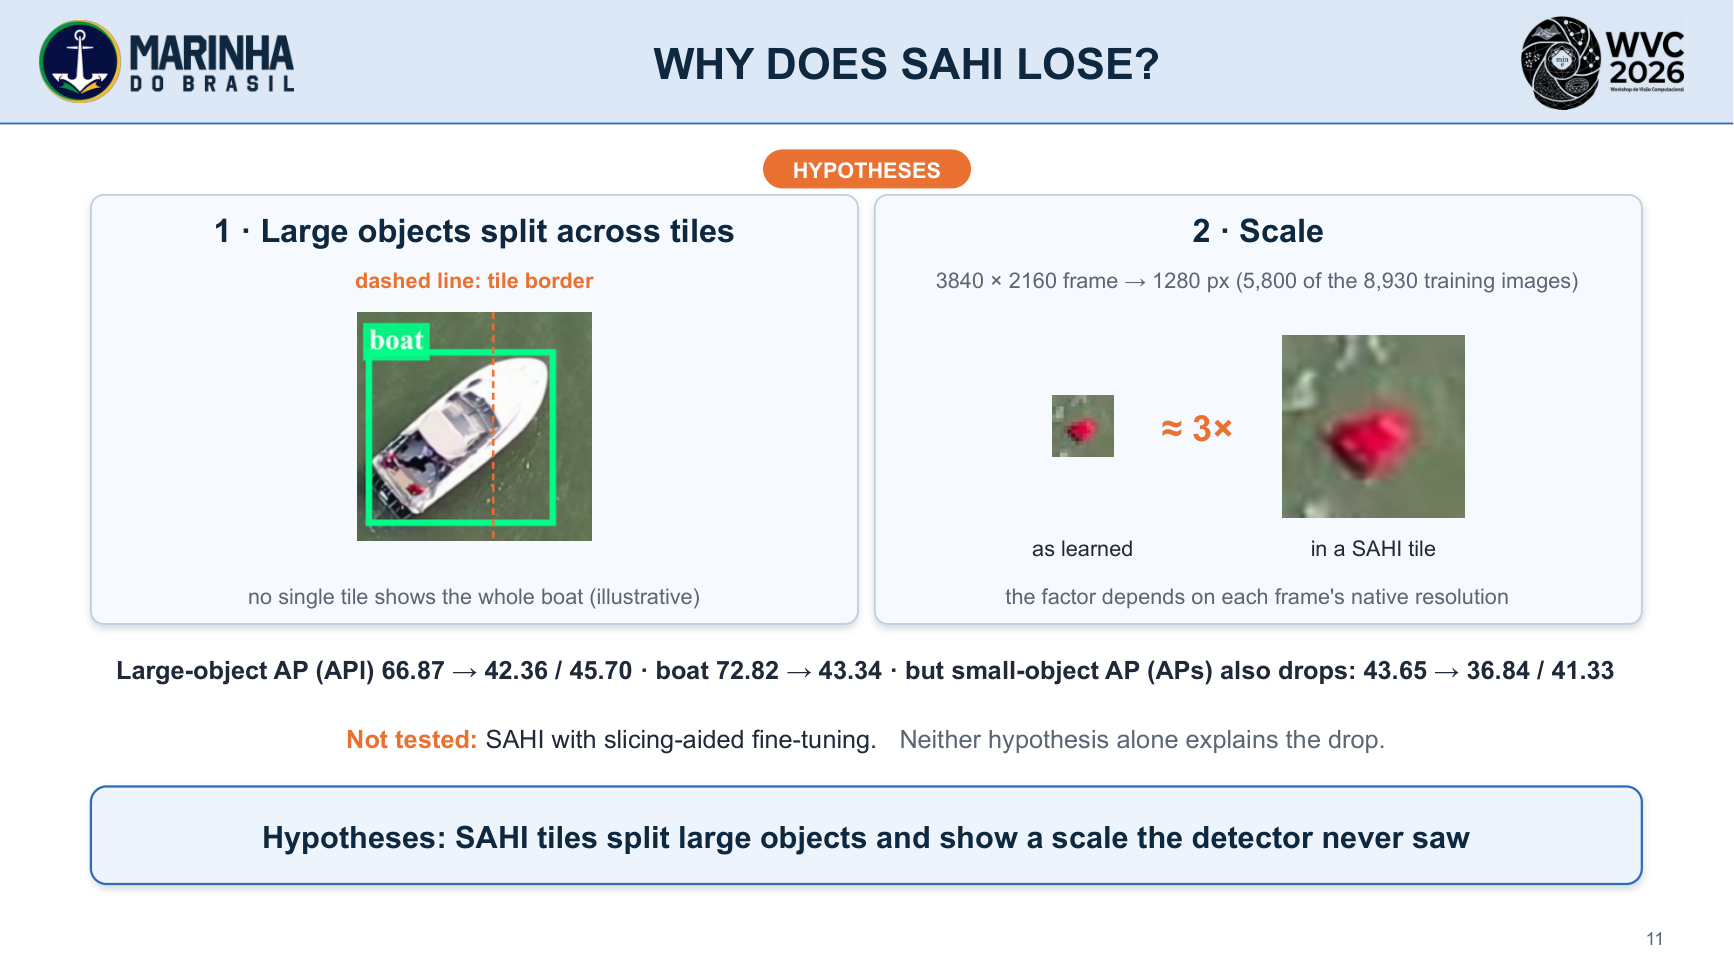 MARINHA
DO BRASIL
WHY DOES SAHI LOSE?
WVC
2026
Workshop de Visão Computacional
HYPOTHESES
1 · Large objects split across tiles
dashed line: tile border
boat
no single tile shows the whole boat (illustrative)
2 · Scale
3840 × 2160 frame → 1280 px (5,800 of the 8,930 training images)
≈ 3×
as learned
in a SAHI tile
the factor depends on each frame's native resolution
Large-object AP (APl) 66.87 → 42.36 / 45.70 · boat 72.82 → 43.34 · but small-object AP (APs) also drops: 43.65 → 36.84 / 41.33
Not tested: SAHI with slicing-aided fine-tuning. Neither hypothesis alone explains the drop.
Hypotheses: SAHI tiles split large objects and show a scale the detector never saw
11